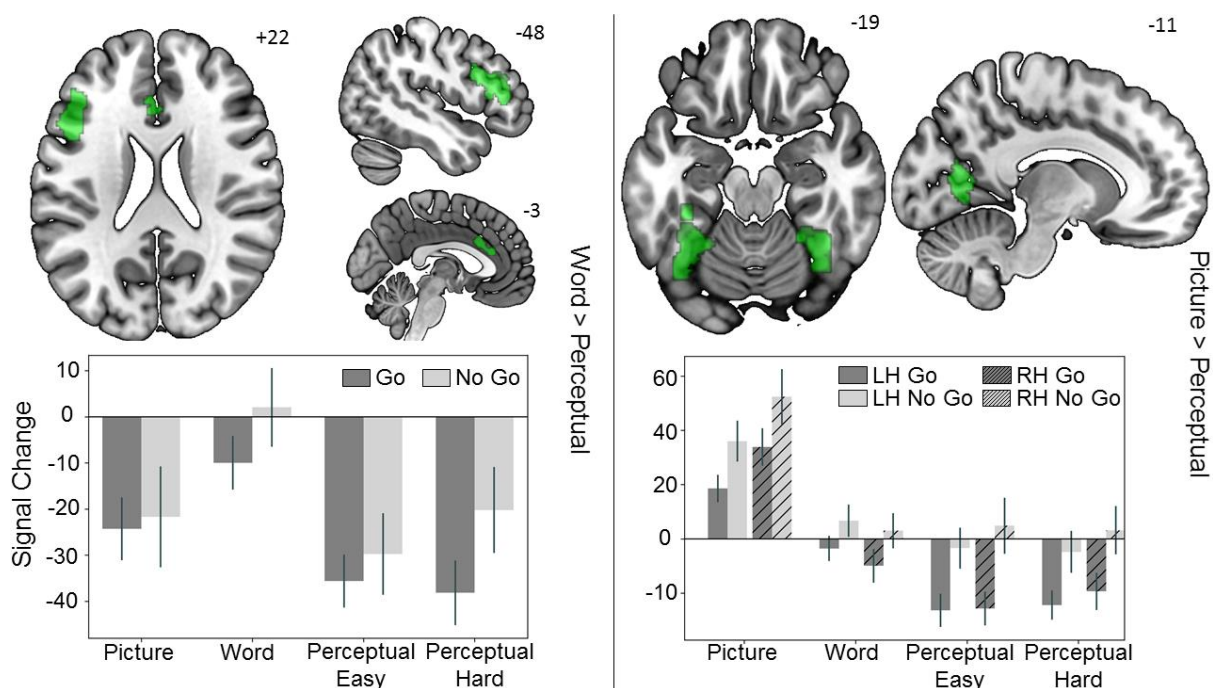 +22
-48
-3
Word > Perceptual
10
0
-10
-20
-30
-40
Signal Change
Go
No Go
Picture
Word
Perceptual
Easy
Perceptual
Hard
-19
-11
Picture > Perceptual
60
40
20
0
-10
LH Go
RH Go
LH No Go
RH No Go
Picture
Word
Perceptual
Easy
Perceptual
Hard